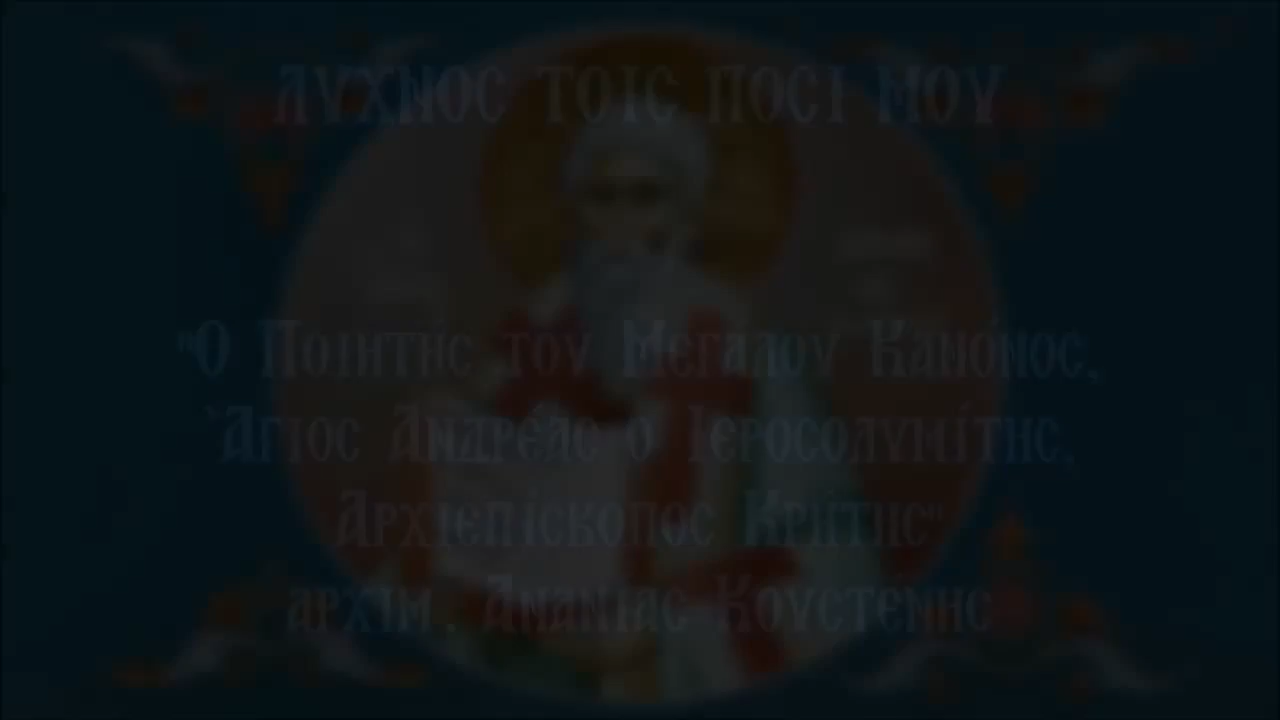 ΛΥΧΝΟΣ ΤΟΙΣ ΠΟΣΙ ΜΟΥ
"Ο Ποιητής του Μεγάλου Κανόνος,
Άγιος Ανδρέας ο Ιεροσολυμίτης,
Αρχιεπίσκοπος Κρήτης"
αρχιμ. Ανανίας Κουστένης